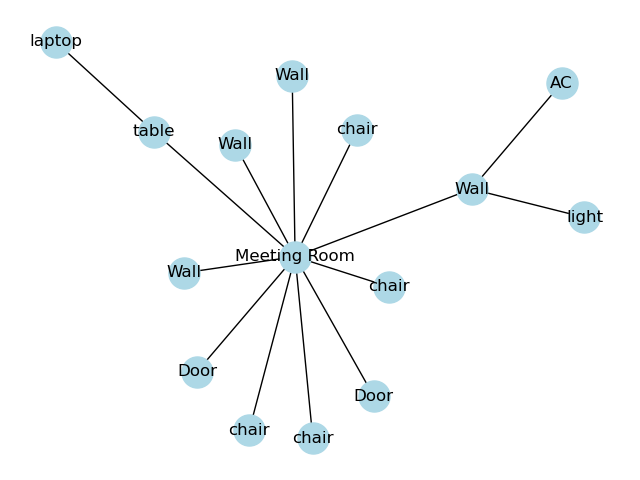 laptop
Wall
AC
table
chair
Wall
Wall
light
Meeting Room
Wall
chair
Door
Door
chair
chair